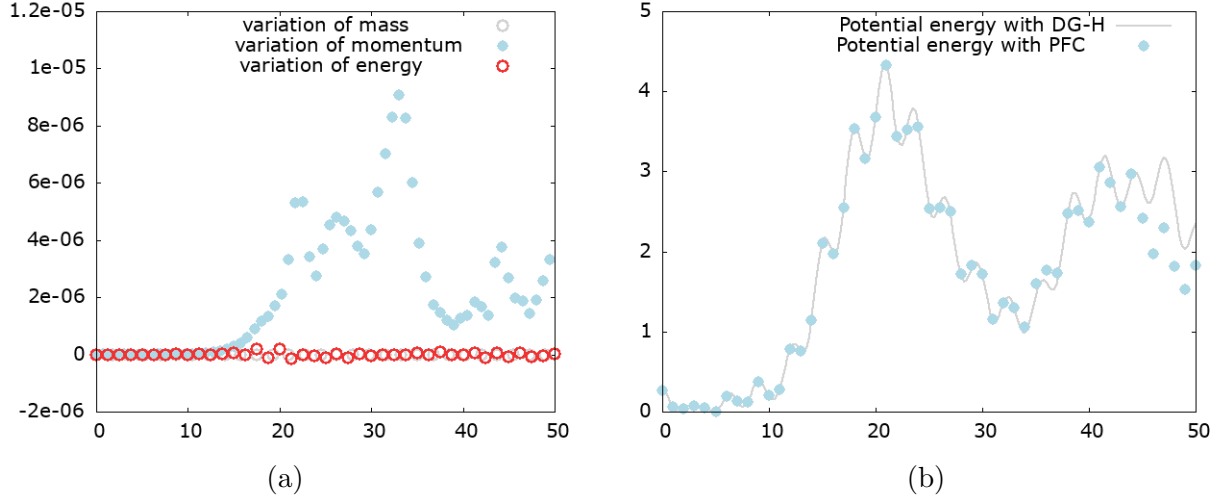 1.2e-05
1e-05
8e-06
6e-06
4e-06
2e-06
0
-2e-06
0 10 20 30 40 50
variation of mass
variation of momentum
variation of energy
(a)
5
4
3
2
1
0
0 10 20 30 40 50
Potential energy with DG-H
Potential energy with PFC
(b)